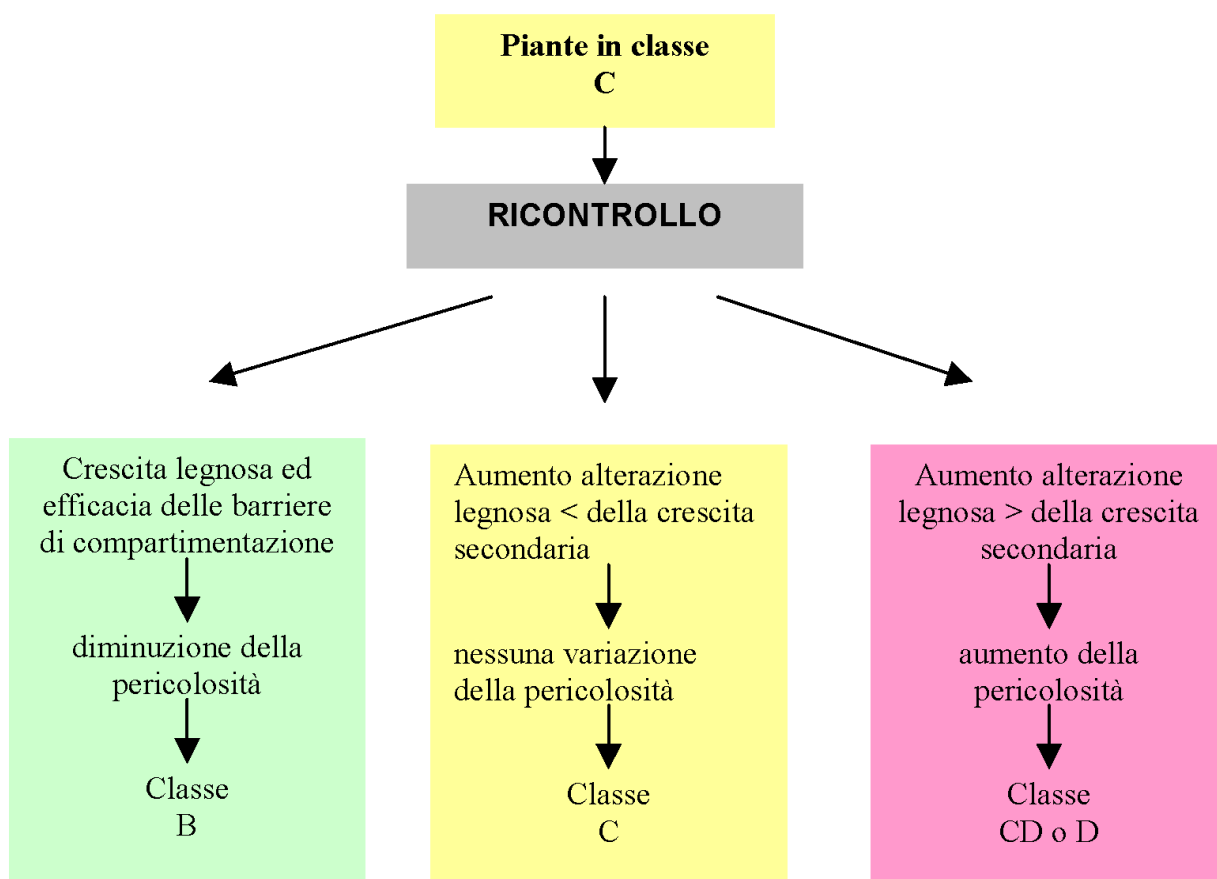 Piante in classe
C
RICONTROLLO
Crescita legnosa ed
efficacia delle barriere
di compartimentazione
diminuzione della
pericolosità
Classe
B
Aumento alterazione
legnosa < della crescita
secondaria
nessuna variazione
della pericolosità
Classe
C
Aumento alterazione
legnosa > della crescita
secondaria
aumento della
pericolosità
Classe
CD o D